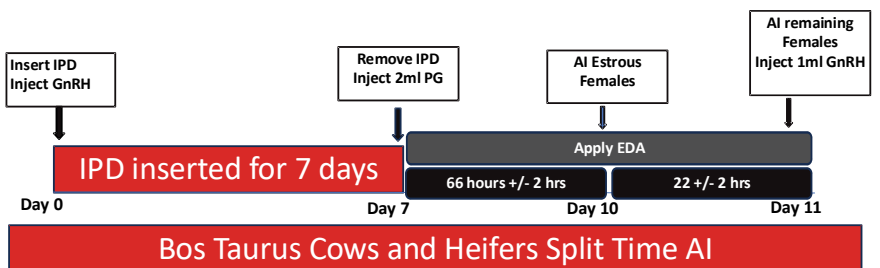 Insert IPD
Inject GnRH
Remove IPD
Inject 2ml PG
AI Estrous
Females
AI remaining
Females
Inject 1ml GnRH
IPD inserted for 7 days
Apply EDA
66 hours +/- 2 hrs
22 +/- 2 hrs
Day 0
Day 7
Day 10
Day 11
Bos Taurus Cows and Heifers Split Time AI